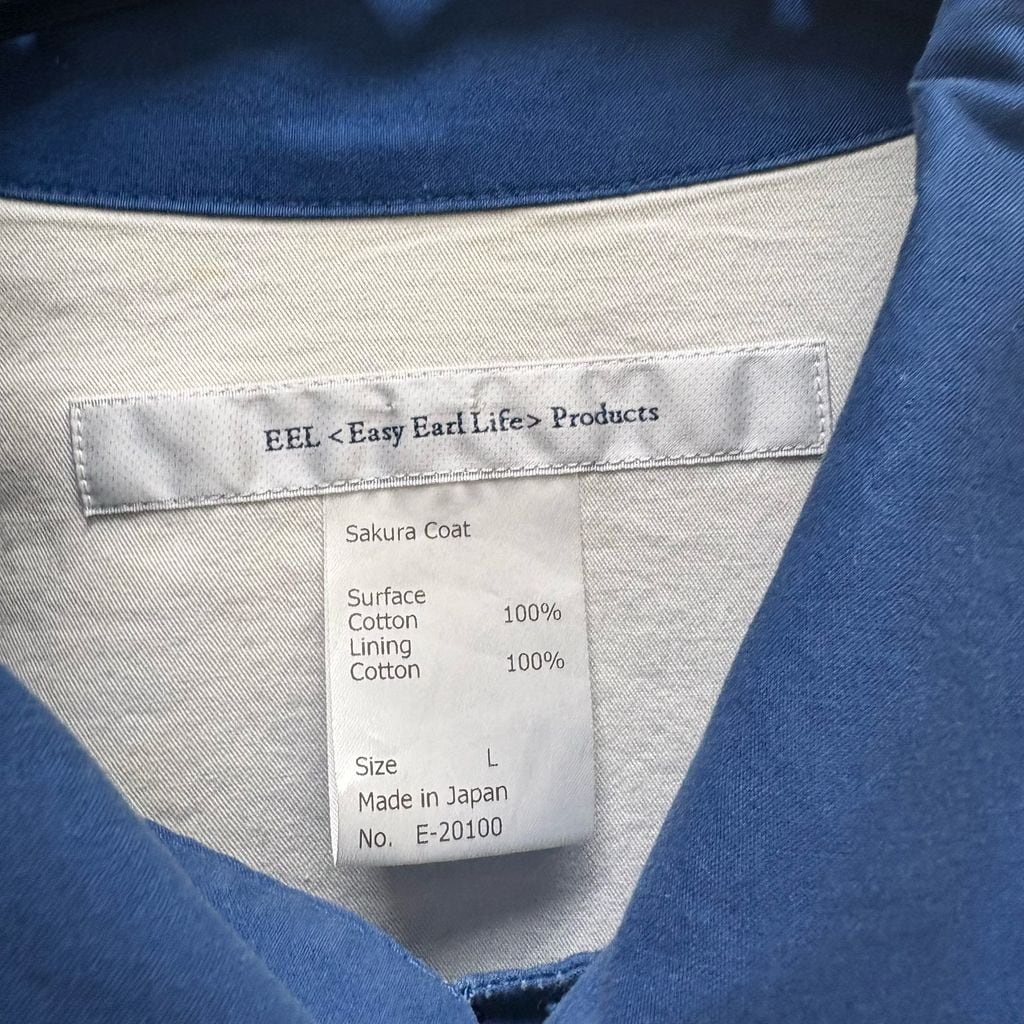 EEL <Easy Earl Life> Products
Sakura Coat
Surface
Cotton 100%
Lining
Cotton 100%
Size L
Made in Japan
No. E-20100